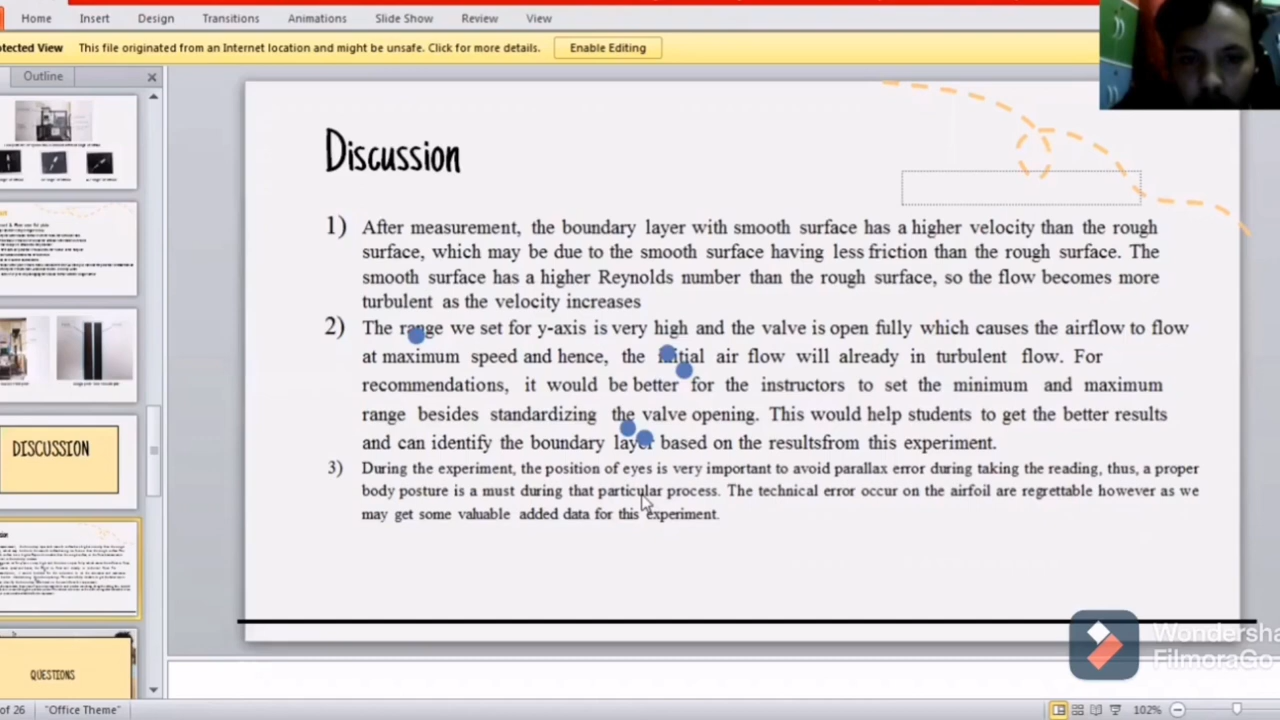 Home Insert Design Transitions Animations Slide Show Review View
otected View This file originated from an Internet location and might be unsafe. Click for more details. Enable Editing
Outline
Discussion
1) After measurement, the boundary layer with smooth surface has a higher velocity than the rough
surface, which may be due to the smooth surface having less friction than the rough surface. The
smooth surface has a higher Reynolds number than the rough surface, so the flow becomes more
turbulent as the velocity increases
2) The range we set for y-axis is very high and the valve is open fully which causes the airflow to flow
at maximum speed and hence, the initial air flow will already in turbulent flow. For
recommendations, it would be better for the instructors to set the minimum and maximum
range besides standardizing the valve opening. This would help students to get the better results
and can identify the boundary layer based on the resultsfrom this experiment.
3) During the experiment, the position of eyes is very important to avoid parallax error during taking the reading, thus, a proper
body posture is a must during that particular process. The technical error occur on the airfoil are regrettable however as we
may get some valuable added data for this experiment.
DISCUSSION
QUESTIONS
Wondersha
FilmoraGo
of 26 "Office Theme" 102%